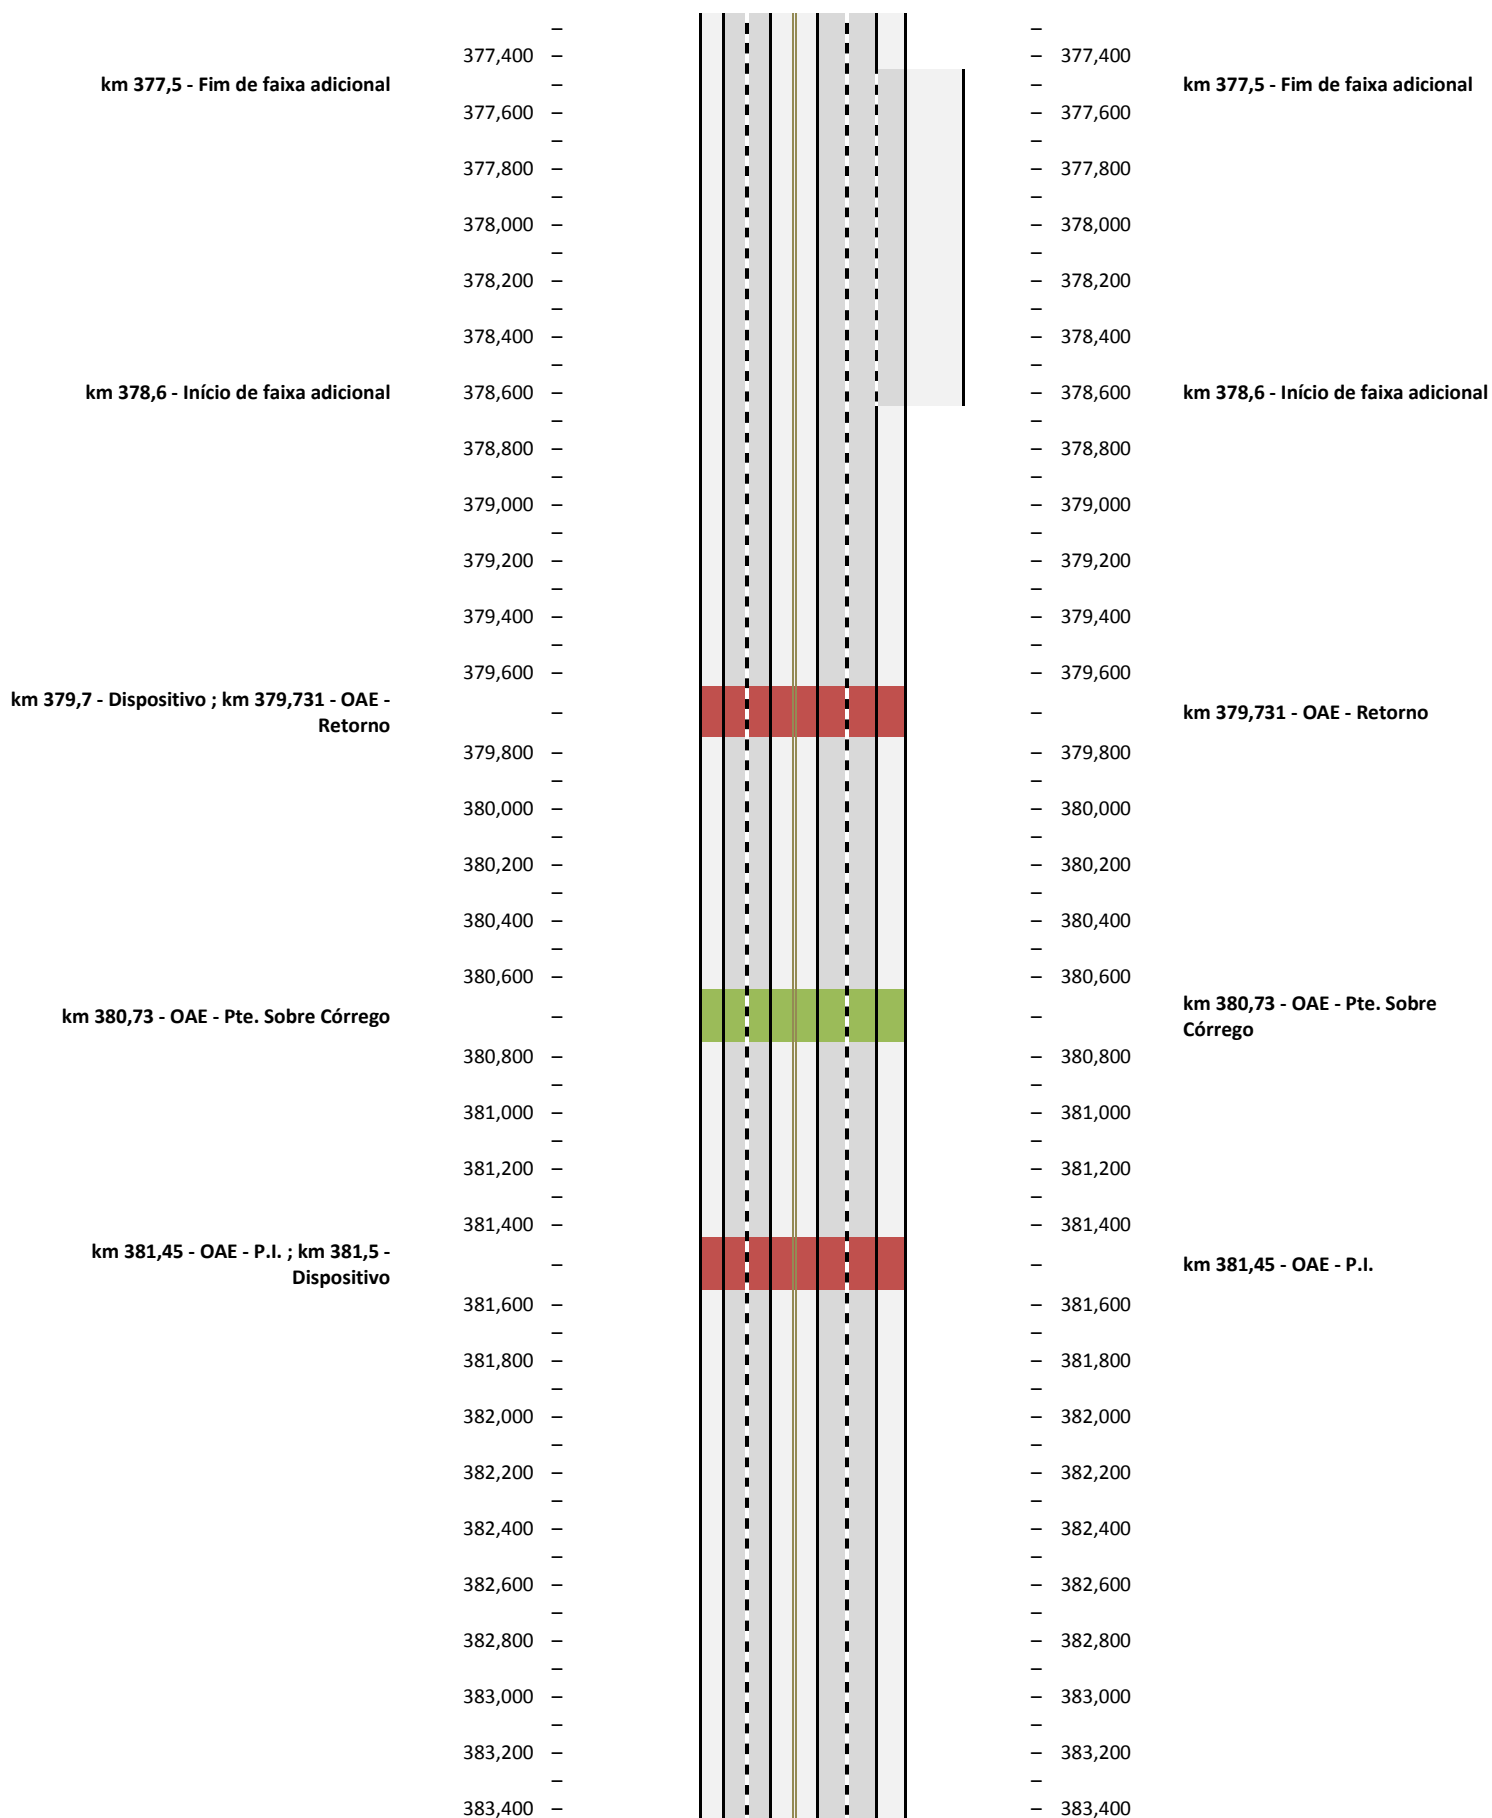 – –
377,400 – – 377,400
km 377,5 - Fim de faixa adicional – – km 377,5 - Fim de faixa adicional
377,600 – – 377,600
– –
377,800 – – 377,800
– –
378,000 – – 378,000
– –
378,200 – – 378,200
– –
378,400 – – 378,400
– –
km 378,6 - Início de faixa adicional 378,600 – – 378,600 km 378,6 - Início de faixa adicional
– –
378,800 – – 378,800
– –
379,000 – – 379,000
– –
379,200 – – 379,200
– –
379,400 – – 379,400
– –
379,600 – – 379,600
km 379,7 - Dispositivo ; km 379,731 - OAE -
Retorno – – km 379,731 - OAE - Retorno
379,800 – – 379,800
– –
380,000 – – 380,000
– –
380,200 – – 380,200
– –
380,400 – – 380,400
– –
380,600 – – 380,600
km 380,73 - OAE - Pte. Sobre Córrego – – km 380,73 - OAE - Pte. Sobre
Córrego
380,800 – – 380,800
– –
381,000 – – 381,000
– –
381,200 – – 381,200
– –
381,400 – – 381,400
km 381,45 - OAE - P.I. ; km 381,5 -
Dispositivo – – km 381,45 - OAE - P.I.
381,600 – – 381,600
– –
381,800 – – 381,800
– –
382,000 – – 382,000
– –
382,200 – – 382,200
– –
382,400 – – 382,400
– –
382,600 – – 382,600
– –
382,800 – – 382,800
– –
383,000 – – 383,000
– –
383,200 – – 383,200
– –
383,400 – – 383,400